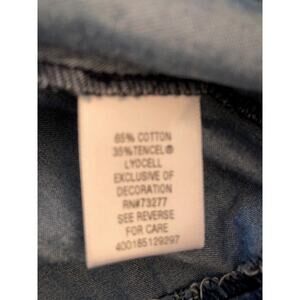 65% COTTON
35%TENCEL®
LYOCELL
EXCLUSIVE OF
DECORATION
RN#73277
SEE REVERSE
FOR CARE
400185129297